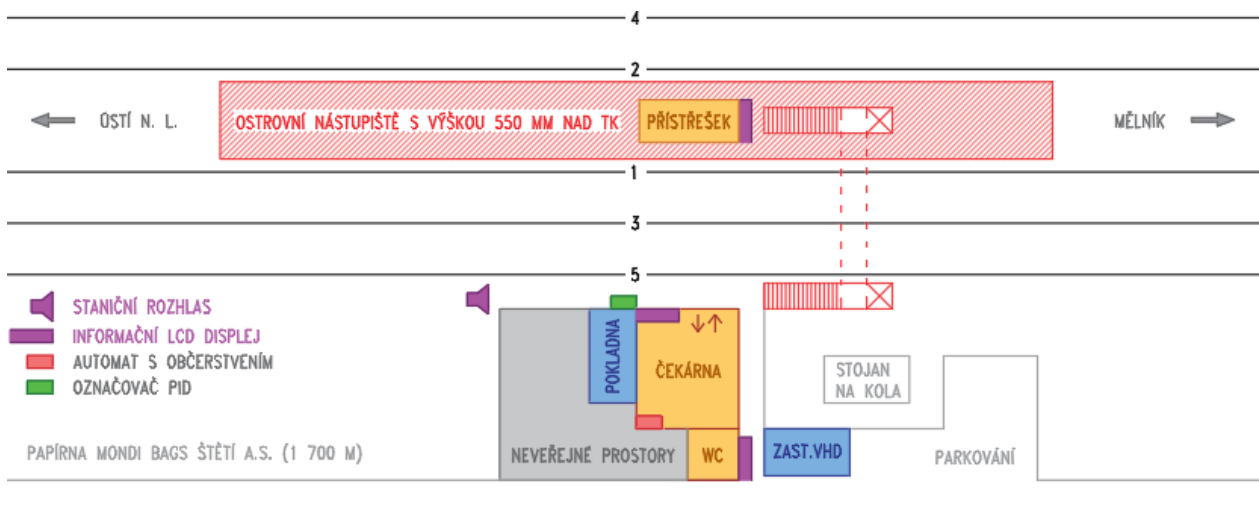 4
2
ÚSTÍ N. L.
OSTROVNÍ NÁSTUPIŠTĚ S VÝŠKOU 550 MM NAD TK
PŘÍSTŘEŠEK
MĚLNÍK
1
3
5
STANIČNÍ ROZHLAS
INFORMAČNÍ LCD DISPLEJ
AUTOMAT S OBČERSTVENÍM
OZNAČOVAČ PID
POKLADNA
ČEKÁRNA
STOJAN
NA KOLA
PAPÍRNA MONDI BAGS ŠTĚTÍ A.S. (1 700 M)
NEVEŘEJNÉ PROSTORY
WC
ZAST.VHD
PARKOVÁNÍ